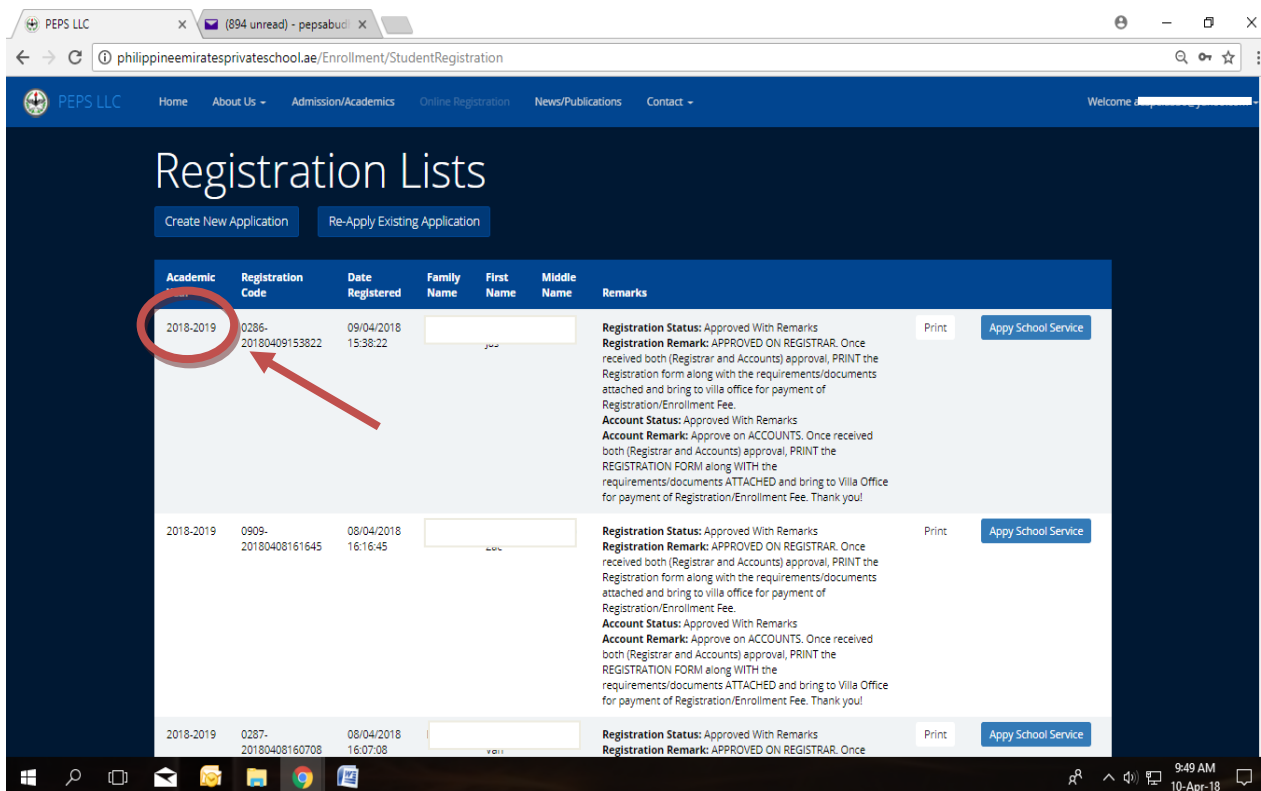 PEPS LLC
(894 unread) - pepsabud
philippineemiratesprivateschool.ae/Enrollment/StudentRegistration
PEPS LLC Home About Us Admission/Academics Online Registration News/Publications Contact Welcome
Registration Lists
Create New Application Re-Apply Existing Application
Academic Registration Date Family First Middle
Code Registered Name Name Name Remarks
2018-2019 0286- 09/04/2018 Registration Status: Approved With Remarks Print Appy School Service
20180409153822 15:38:22 Registration Remark: APPROVED ON REGISTRAR. Once
received both (Registrar and Accounts) approval, PRINT the
Registration form along with the requirements/documents
attached and bring to villa office for payment of
Registration/Enrollment Fee.
Account Status: Approved With Remarks
Account Remark: Approve on ACCOUNTS. Once received
both (Registrar and Accounts) approval, PRINT the
REGISTRATION FORM along WITH the
requirements/documents ATTACHED and bring to Villa Office
for payment of Registration/Enrollment Fee. Thank you!
2018-2019 0909- 08/04/2018 Registration Status: Approved With Remarks Print Appy School Service
20180408161645 16:16:45 Registration Remark: APPROVED ON REGISTRAR. Once
received both (Registrar and Accounts) approval, PRINT the
Registration form along with the requirements/documents
attached and bring to villa office for payment of
Registration/Enrollment Fee.
Account Status: Approved With Remarks
Account Remark: Approve on ACCOUNTS. Once received
both (Registrar and Accounts) approval, PRINT the
REGISTRATION FORM along WITH the
requirements/documents ATTACHED and bring to Villa Office
for payment of Registration/Enrollment Fee. Thank you!
2018-2019 0287- 08/04/2018 Registration Status: Approved With Remarks Print Appy School Service
20180408160708 16:07:08 Registration Remark: APPROVED ON REGISTRAR. Once
9:49 AM
10-Apr-18